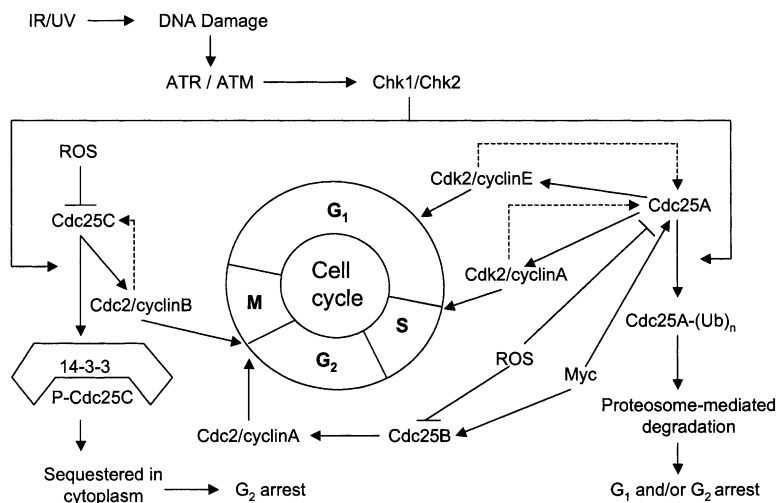 IR/UV
DNA Damage
ATR / ATM
Chk1/Chk2
ROS
Cdc25C
Cdc2/cyclinB
14-3-3
P-Cdc25C
Sequestered in
cytoplasm
G2 arrest
G1
Cell
cycle
M
S
G2
Cdk2/cyclinE
Cdc25A
Cdk2/cyclinA
Cdc25A-(Ub)n
ROS
Myc
Cdc2/cyclinA
Cdc25B
Proteosome-mediated
degradation
G1 and/or G2 arrest